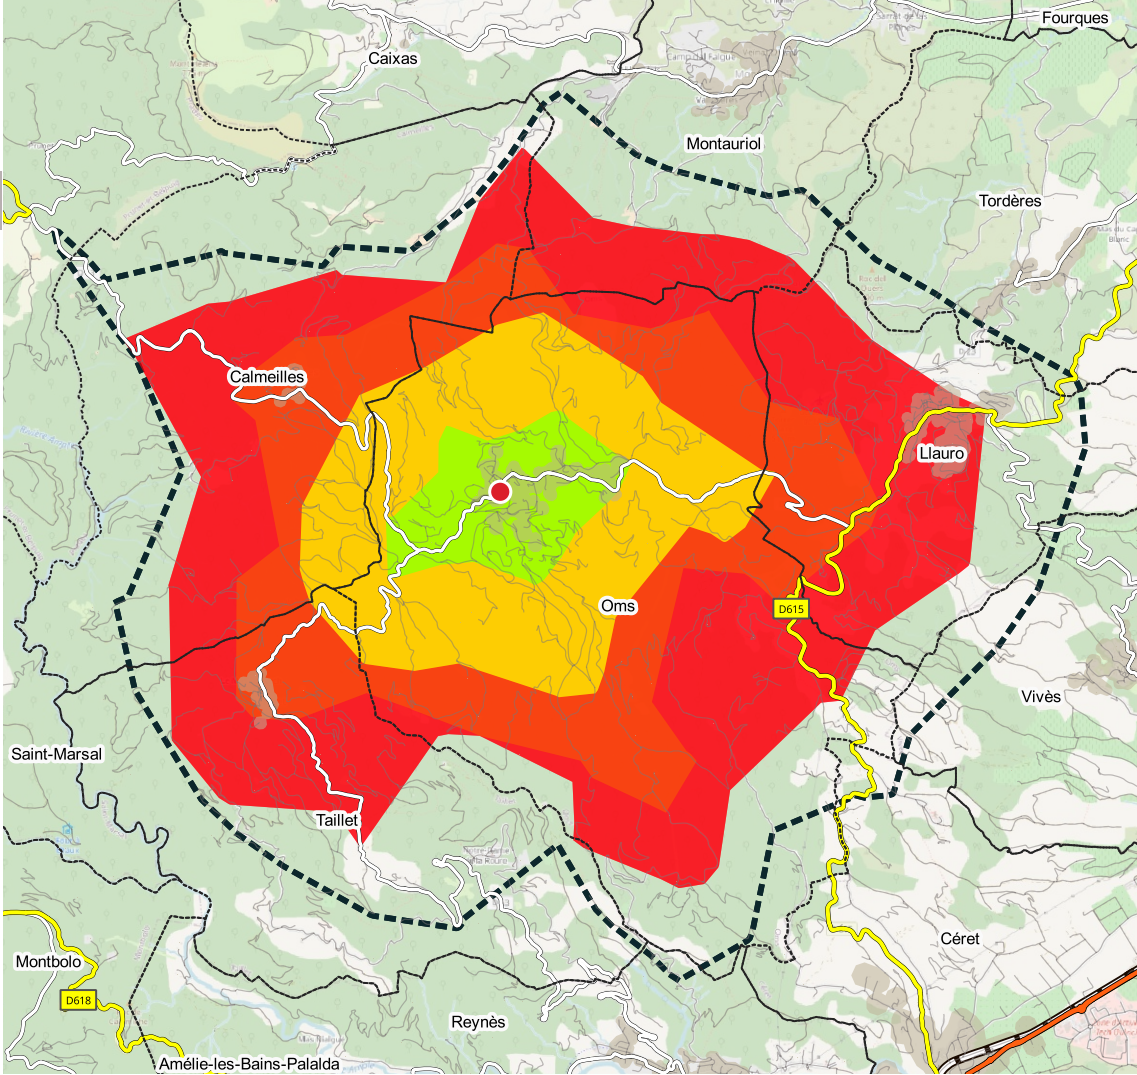 Fourques
Caixas
Montauriol
Tordères
Calmeilles
Llauro
Oms
D615
Vivès
Saint-Marsal
Taillet
Céret
Montbolo
D618
Reynès
Amélie-les-Bains-Palalda